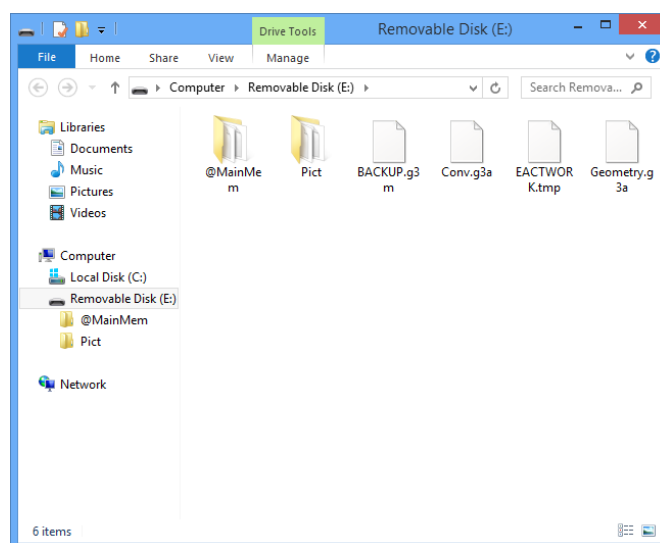 Drive Tools
Removable Disk (E:)
File Home Share View Manage
Computer Removable Disk (E:)
Search Remova...
Libraries
Documents
Music
Pictures
Videos
Computer
Local Disk (C:)
Removable Disk (E:)
@MainMem
Pict
Network
@MainMe
m
Pict
BACKUP.g3
m
Conv.g3a
EACTWOR
K.tmp
Geometry.g
3a
6 items